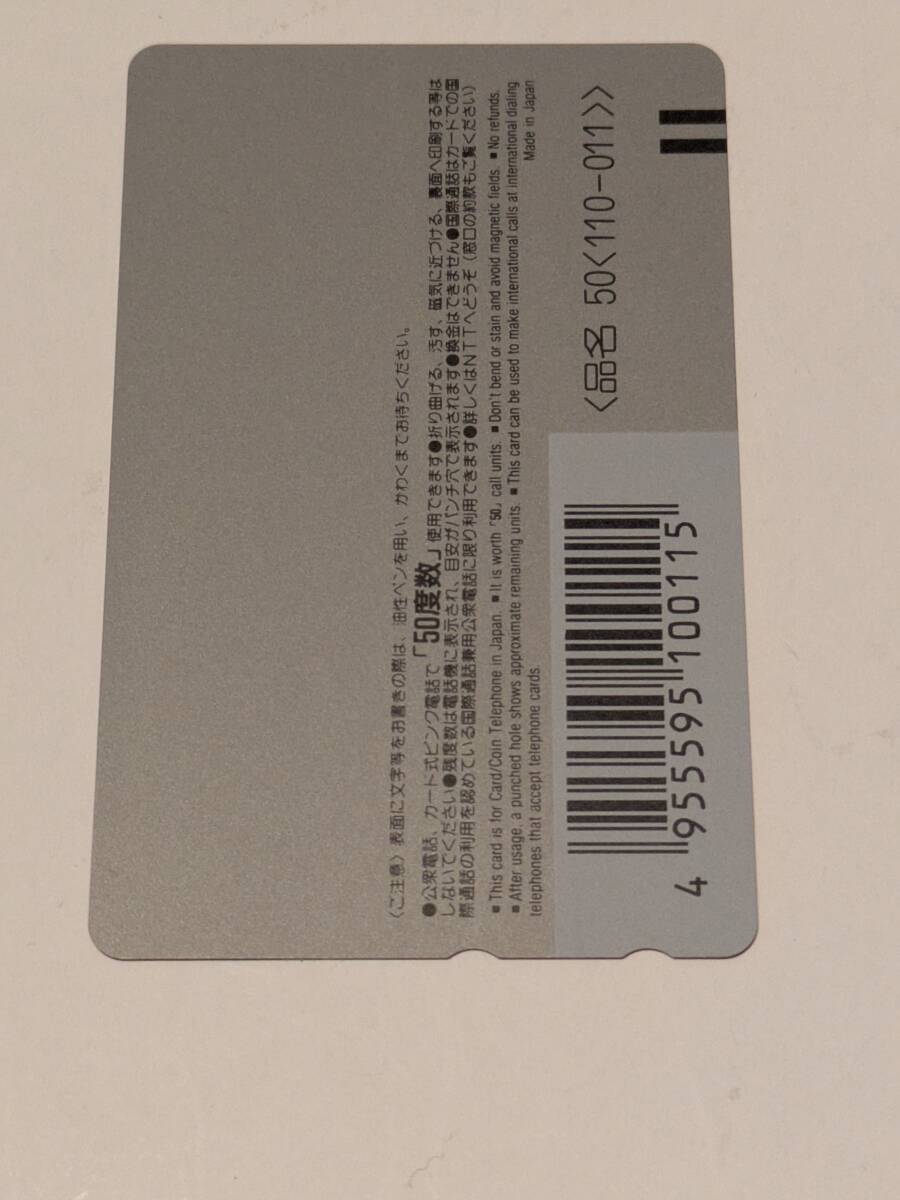 〈ご注意〉表面に文字等をお書きの際は、油性ペンを用い、かわくまでお待ちください。
●公衆電話、カード式ピンク電話で「50度数」使用できます●折り曲げる、汚す、磁気に近づける、裏面へ印刷する等は
しないでください●残度数は電話機に表示され、目安がパンチ穴で表示されます●換金はできません●国際通話はカードでの国
際通話の利用を認めている国際通話兼用公衆電話に限り利用できます●詳しくはNTTへどうぞ（窓口の約款もご覧ください）
■ This card is for Card/Coin Telephone in Japan. ■ It is worth「50」call units. ■ Don't bend or stain and avoid magnetic fields. ■ No refunds.
■ After usage, a punched hole shows approximate remaining units. ■ This card can be used to make international calls at international dialing
telephones that accept telephone cards.
Made in Japan
〈品名 50〈110-011〉〉
4 955595 100115